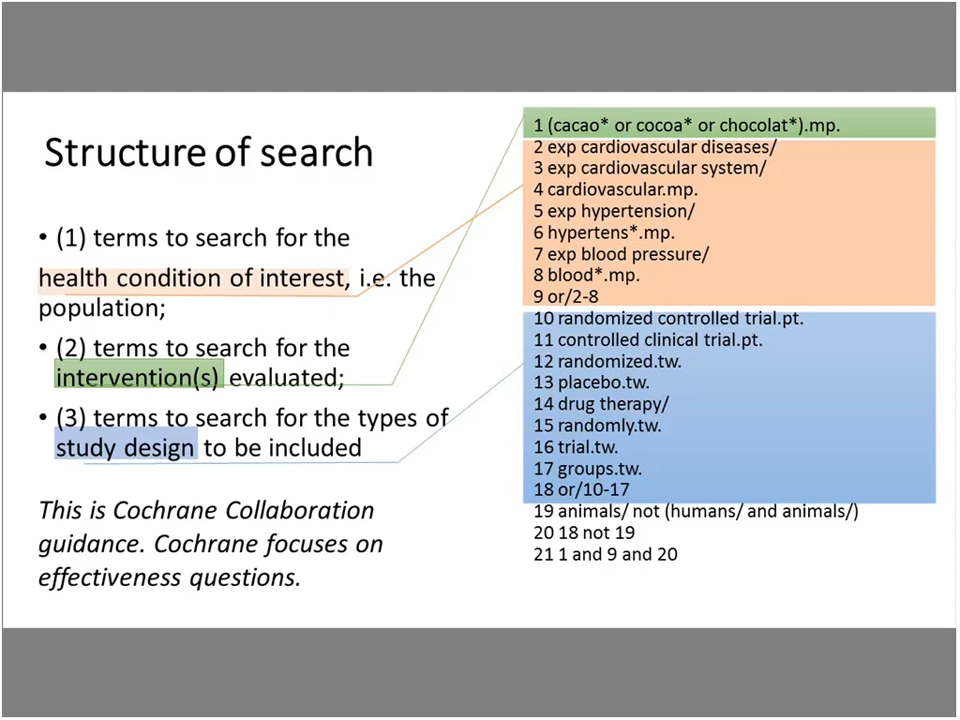 Structure of search
• (1) terms to search for the
health condition of interest, i.e. the
population;
• (2) terms to search for the
intervention(s) evaluated;
• (3) terms to search for the types of
study design to be included
This is Cochrane Collaboration
guidance. Cochrane focuses on
effectiveness questions.
1 (cacao* or cocoa* or chocolat*).mp.
2 exp cardiovascular diseases/
3 exp cardiovascular system/
4 cardiovascular.mp.
5 exp hypertension/
6 hypertens*.mp.
7 exp blood pressure/
8 blood*.mp.
9 or/2-8
10 randomized controlled trial.pt.
11 controlled clinical trial.pt.
12 randomized.tw.
13 placebo.tw.
14 drug therapy/
15 randomly.tw.
16 trial.tw.
17 groups.tw.
18 or/10-17
19 animals/ not (humans/ and animals/)
20 18 not 19
21 1 and 9 and 20